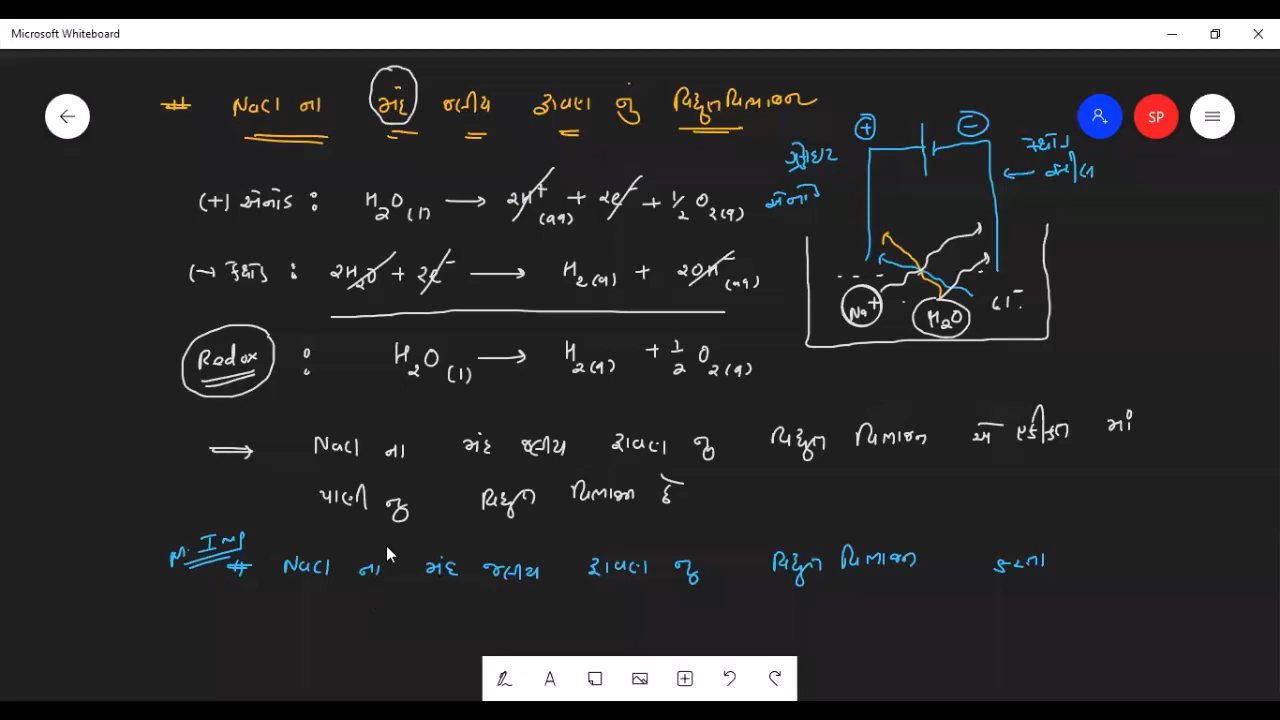 Microsoft Whiteboard
# NaCl ના મંદ જલીય દ્રાવણ નું વિદ્યુતવિભાજન
SP
(+) એનોડ : H₂O(l) → 2H⁺(aq) + 2e⁻ + ½ O₂(g)
(-) કેથોડ : 2H₂O + 2e⁻ → H₂(g) + 2OH⁻(aq)
Redox : H₂O(l) → H₂(g) + ½ O₂(g)
+ −
એનોડ
કેથોડ
Na⁺ H₂O Cl⁻
⇒ NaCl ના મંદ જલીય દ્રાવણ નુ વિદ્યુત વિભાજન એ હકીકત માં
પાણી નુ વિદ્યુત વિભાજન છે
M. Imp
# NaCl ના મંદ જલીય દ્રાવણ નુ વિદ્યુત વિભાજન કરતા
A